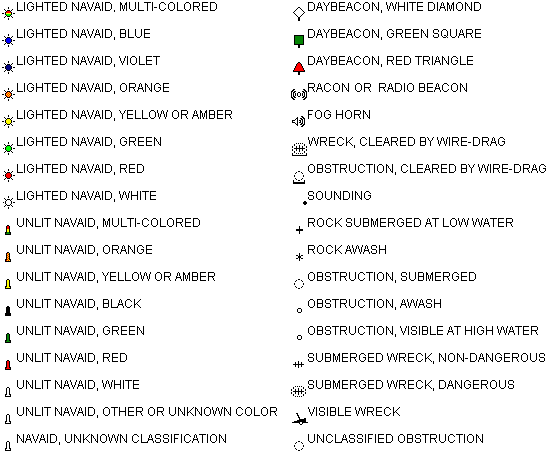 LIGHTED NAVAID, MULTI-COLORED
LIGHTED NAVAID, BLUE
LIGHTED NAVAID, VIOLET
LIGHTED NAVAID, ORANGE
LIGHTED NAVAID, YELLOW OR AMBER
LIGHTED NAVAID, GREEN
LIGHTED NAVAID, RED
LIGHTED NAVAID, WHITE
UNLIT NAVAID, MULTI-COLORED
UNLIT NAVAID, ORANGE
UNLIT NAVAID, YELLOW OR AMBER
UNLIT NAVAID, BLACK
UNLIT NAVAID, GREEN
UNLIT NAVAID, RED
UNLIT NAVAID, WHITE
UNLIT NAVAID, OTHER OR UNKNOWN COLOR
NAVAID, UNKNOWN CLASSIFICATION
DAYBEACON, WHITE DIAMOND
DAYBEACON, GREEN SQUARE
DAYBEACON, RED TRIANGLE
RACON OR RADIO BEACON
FOG HORN
WRECK, CLEARED BY WIRE-DRAG
OBSTRUCTION, CLEARED BY WIRE-DRAG
SOUNDING
ROCK SUBMERGED AT LOW WATER
ROCK AWASH
OBSTRUCTION, SUBMERGED
OBSTRUCTION, AWASH
OBSTRUCTION, VISIBLE AT HIGH WATER
SUBMERGED WRECK, NON-DANGEROUS
SUBMERGED WRECK, DANGEROUS
VISIBLE WRECK
UNCLASSIFIED OBSTRUCTION